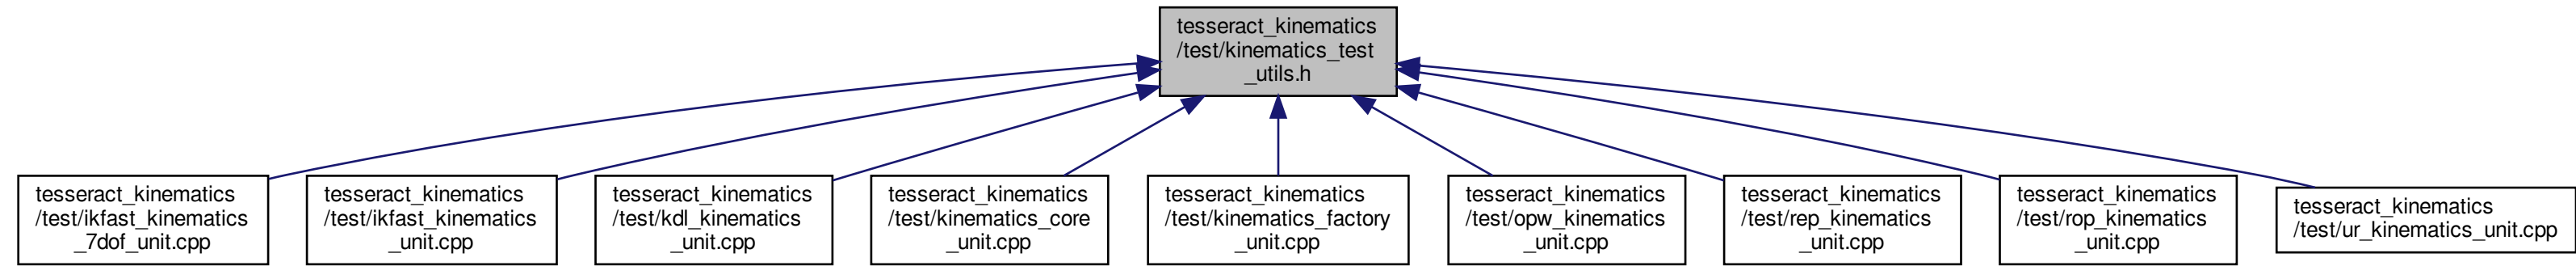 tesseract_kinematics
/test/kinematics_test
_utils.h
tesseract_kinematics
/test/ikfast_kinematics
_7dof_unit.cpp
tesseract_kinematics
/test/ikfast_kinematics
_unit.cpp
tesseract_kinematics
/test/kdl_kinematics
_unit.cpp
tesseract_kinematics
/test/kinematics_core
_unit.cpp
tesseract_kinematics
/test/kinematics_factory
_unit.cpp
tesseract_kinematics
/test/opw_kinematics
_unit.cpp
tesseract_kinematics
/test/rep_kinematics
_unit.cpp
tesseract_kinematics
/test/rop_kinematics
_unit.cpp
tesseract_kinematics
/test/ur_kinematics_unit.cpp